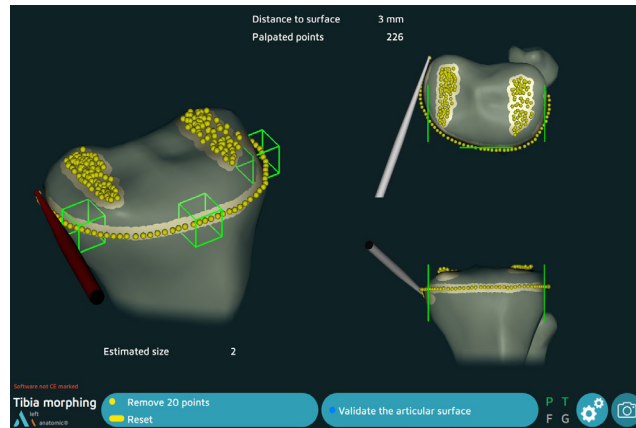 Distance to surface 3 mm
Palpated points 226
Estimated size 2
Software not CE marked
Tibia morphing
left
anatomic®
Remove 20 points
Reset
Validate the articular surface
P T
F G